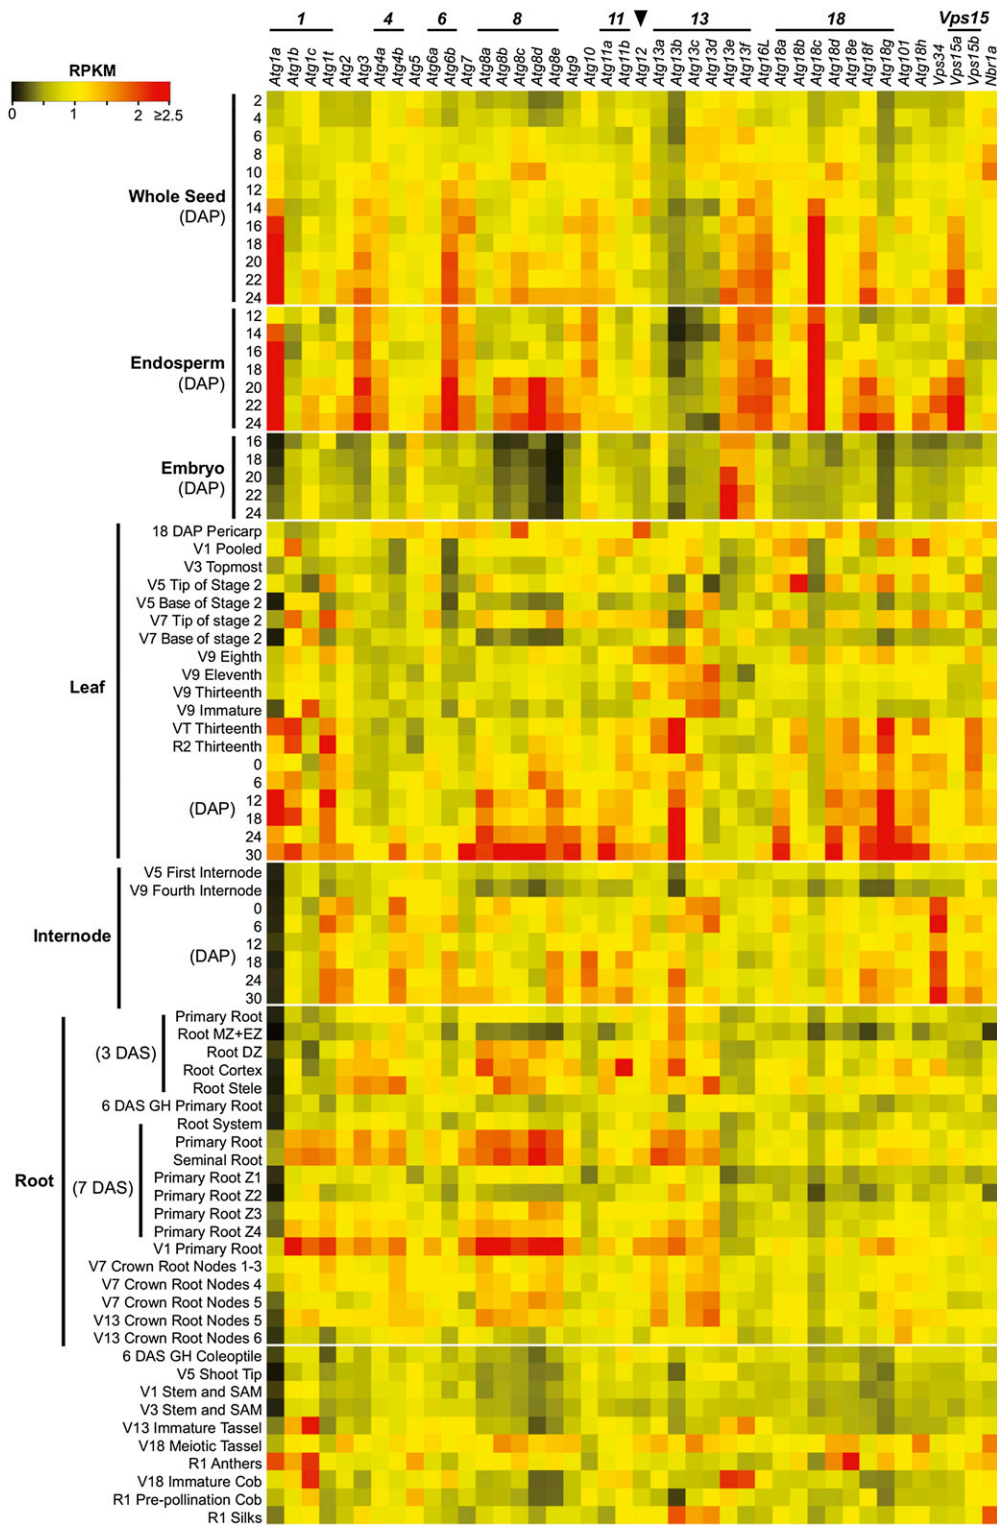 1 4 6 8 11 13 18 Vps15
Atg1a Atg1b Atg1c Atg1t Atg2 Atg3 Atg4a Atg4b Atg5 Atg6a Atg6b Atg7 Atg8a Atg8b Atg8c Atg8d Atg8e Atg9 Atg10 Atg11a Atg11b Atg12 Atg13a Atg13b Atg13c Atg13d Atg13e Atg13f Atg16L Atg18a Atg18b Atg18c Atg18d Atg18e Atg18f Atg18g Atg101 Atg18h Vps34 Vps15a Vps15b Nbr1a
RPKM
0 1 2 ≥2.5
Whole Seed
(DAP)
2
4
6
8
10
12
14
16
18
20
22
24
Endosperm
(DAP)
12
14
16
18
20
22
24
Embryo
(DAP)
16
18
20
22
24
Leaf
18 DAP Pericarp
V1 Pooled
V3 Topmost
V5 Tip of Stage 2
V5 Base of Stage 2
V7 Tip of stage 2
V7 Base of stage 2
V9 Eighth
V9 Eleventh
V9 Thirteenth
V9 Immature
VT Thirteenth
R2 Thirteenth
(DAP)
0
6
12
18
24
30
Internode
V5 First Internode
V9 Fourth Internode
(DAP)
0
6
12
18
24
30
Root
(3 DAS)
Primary Root
Root MZ+EZ
Root DZ
Root Cortex
Root Stele
6 DAS GH Primary Root
(7 DAS)
Root System
Primary Root
Seminal Root
Primary Root Z1
Primary Root Z2
Primary Root Z3
Primary Root Z4
V1 Primary Root
V7 Crown Root Nodes 1-3
V7 Crown Root Nodes 4
V7 Crown Root Nodes 5
V13 Crown Root Nodes 5
V13 Crown Root Nodes 6
6 DAS GH Coleoptile
V5 Shoot Tip
V1 Stem and SAM
V3 Stem and SAM
V13 Immature Tassel
V18 Meiotic Tassel
R1 Anthers
V18 Immature Cob
R1 Pre-pollination Cob
R1 Silks